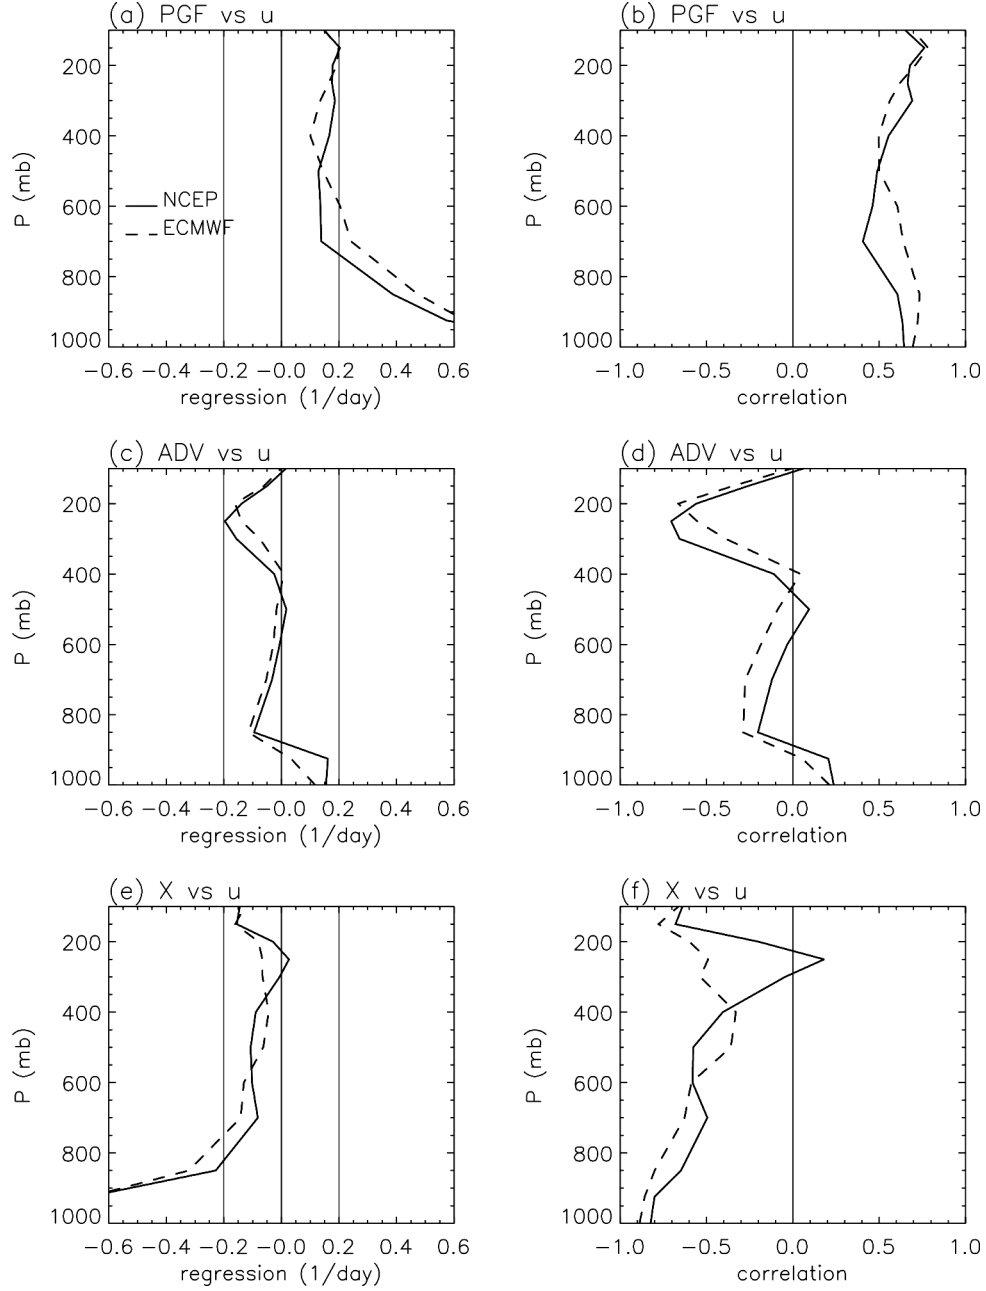 (a) PGF vs u
200
400
600
800
1000
P (mb)
NCEP
ECMWF
−0.6 −0.4 −0.2 −0.0 0.2 0.4 0.6
regression (1/day)
(b) PGF vs u
200
400
600
800
1000
P (mb)
−1.0 −0.5 0.0 0.5 1.0
correlation
(c) ADV vs u
200
400
600
800
1000
P (mb)
−0.6 −0.4 −0.2 −0.0 0.2 0.4 0.6
regression (1/day)
(d) ADV vs u
200
400
600
800
1000
P (mb)
−1.0 −0.5 0.0 0.5 1.0
correlation
(e) X vs u
200
400
600
800
1000
P (mb)
−0.6 −0.4 −0.2 −0.0 0.2 0.4 0.6
regression (1/day)
(f) X vs u
200
400
600
800
1000
P (mb)
−1.0 −0.5 0.0 0.5 1.0
correlation